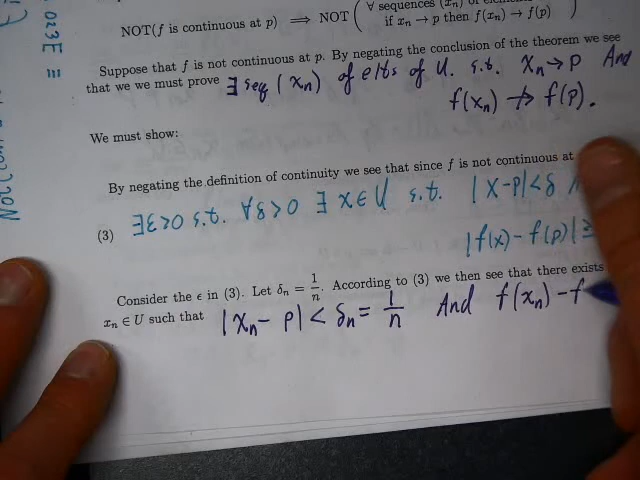 ∀ sequences (xn) of
NOT(f is continuous at p) ⟹ NOT ( if xn → p then f(xn) → f(p) )
Suppose that f is not continuous at p. By negating the conclusion of the theorem we see
that we we must prove ∃ seq (xn) of elts of U. s.t. xn → p And
f(xn) ↛ f(p).
We must show:
By negating the definition of continuity we see that since f is not continuous at
(3) ∃ε>0 s.t. ∀δ>0 ∃ x∈U s.t. |x-p|<δ
|f(x)-f(p)|≥
Consider the ϵ in (3). Let δn = 1/n. According to (3) we then see that there exists
xn ∈ U such that |xn-p| < δn = 1/n And f(xn)-f